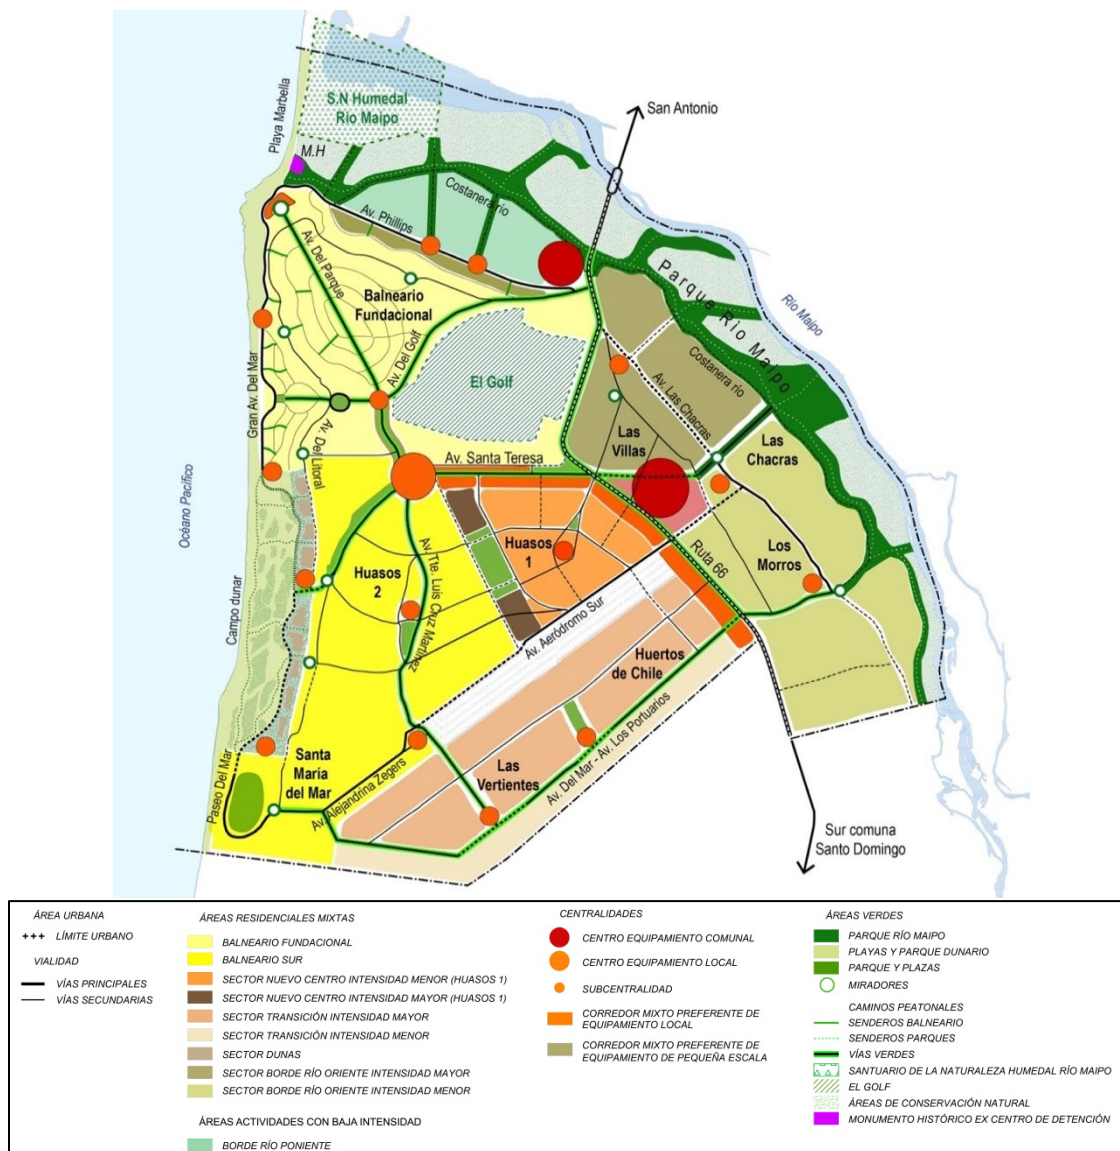 S.N Humedal
Río Maipo
San Antonio
Playa Marbella
M.H
Costanera río
Av. Phillips
Av. Del Parque
Balneario
Fundacional
Parque Río Maipo
Río Maipo
Av. Del Golf
El Golf
Gran Av. Del Mar
Costanera río
Av. Las Chacras
Av. Del Litoral
Las
Villas
Las
Chacras
Av. Santa Teresa
Océano Pacífico
Huasos
1
Ruta 66
Los
Morros
Huasos
2
Av. Tte. Luis Cruz Martínez
Campo dunar
Av. Aeródromo Sur
Huertos
de Chile
Santa
María
del Mar
Las
Vertientes
Av. Del Mar - Av. Los Portuarios
Paseo Del Mar
Av. Alejandrina Zegers
Sur comuna
Santo Domingo
ÁREA URBANA
LÍMITE URBANO
VIALIDAD
VÍAS PRINCIPALES
VÍAS SECUNDARIAS
ÁREAS RESIDENCIALES MIXTAS
BALNEARIO FUNDACIONAL
BALNEARIO SUR
SECTOR NUEVO CENTRO INTENSIDAD MENOR (HUASOS 1)
SECTOR NUEVO CENTRO INTENSIDAD MAYOR (HUASOS 1)
SECTOR TRANSICIÓN INTENSIDAD MAYOR
SECTOR TRANSICIÓN INTENSIDAD MENOR
SECTOR DUNAS
SECTOR BORDE RÍO ORIENTE INTENSIDAD MAYOR
SECTOR BORDE RÍO ORIENTE INTENSIDAD MENOR
ÁREAS ACTIVIDADES CON BAJA INTENSIDAD
BORDE RÍO PONIENTE
CENTRALIDADES
CENTRO EQUIPAMIENTO COMUNAL
CENTRO EQUIPAMIENTO LOCAL
SUBCENTRALIDAD
CORREDOR MIXTO PREFERENTE DE
EQUIPAMIENTO LOCAL
CORREDOR MIXTO PREFERENTE DE
EQUIPAMIENTO DE PEQUEÑA ESCALA
ÁREAS VERDES
PARQUE RÍO MAIPO
PLAYAS Y PARQUE DUNARIO
PARQUE Y PLAZAS
MIRADORES
CAMINOS PEATONALES
SENDEROS BALNEARIO
SENDEROS PARQUES
VÍAS VERDES
SANTUARIO DE LA NATURALEZA HUMEDAL RÍO MAIPO
EL GOLF
ÁREAS DE CONSERVACIÓN NATURAL
MONUMENTO HISTÓRICO EX CENTRO DE DETENCIÓN